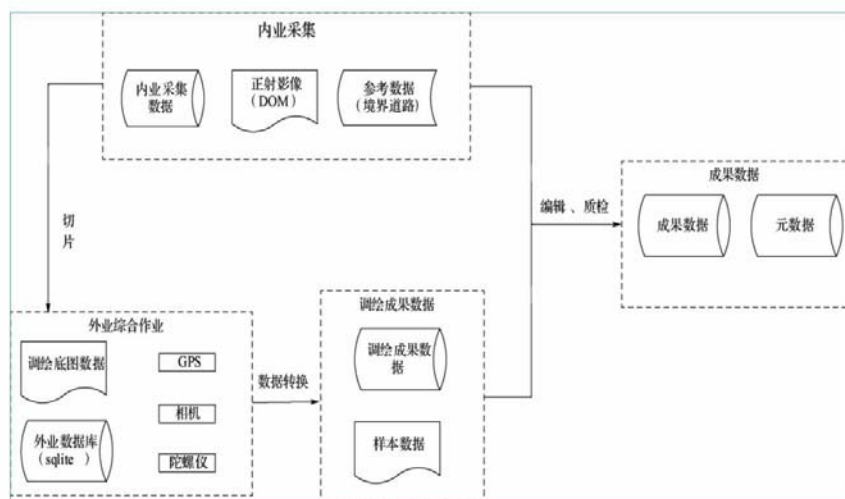 内业采集
内业采集
数据
正射影像
(DOM)
参考数据
(境界道路)
切
片
编辑、质检
成果数据
成果数据
元数据
外业综合作业
调绘底图数据
外业数据库
(sqlite )
GPS
相机
陀螺仪
数据转换
调绘成果数据
调绘成果数
据
样本数据